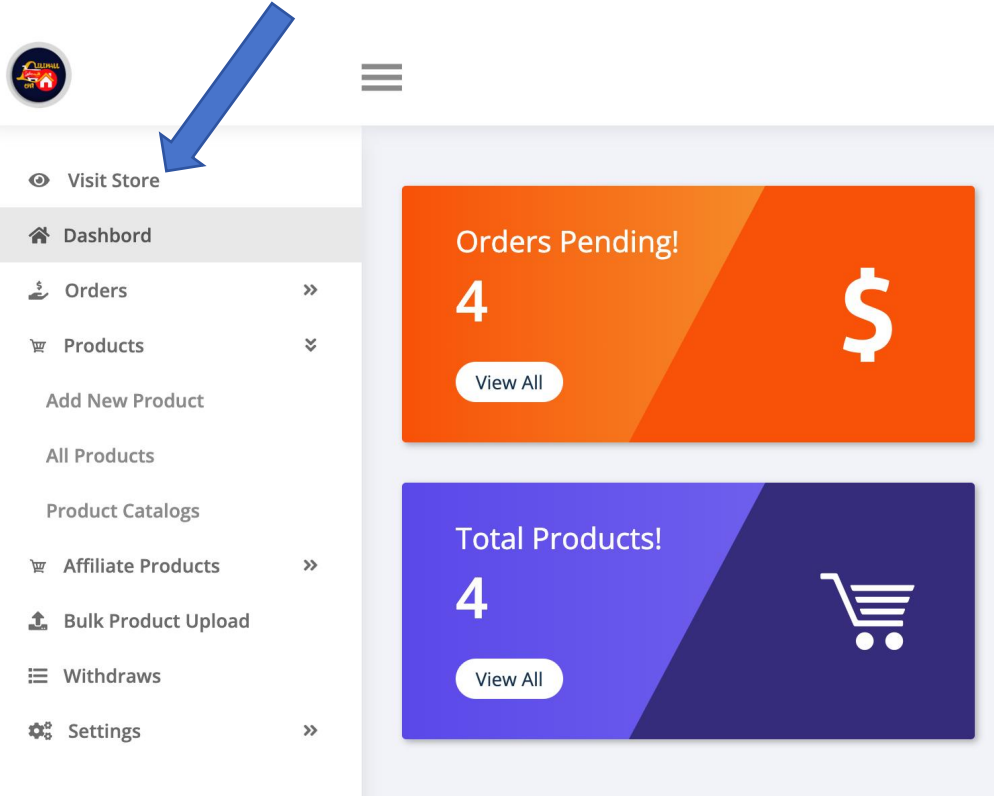 Visit Store
Dashbord
Orders
Products
Add New Product
All Products
Product Catalogs
Affiliate Products
Bulk Product Upload
Withdraws
Settings
Orders Pending!
4
View All
Total Products!
4
View All